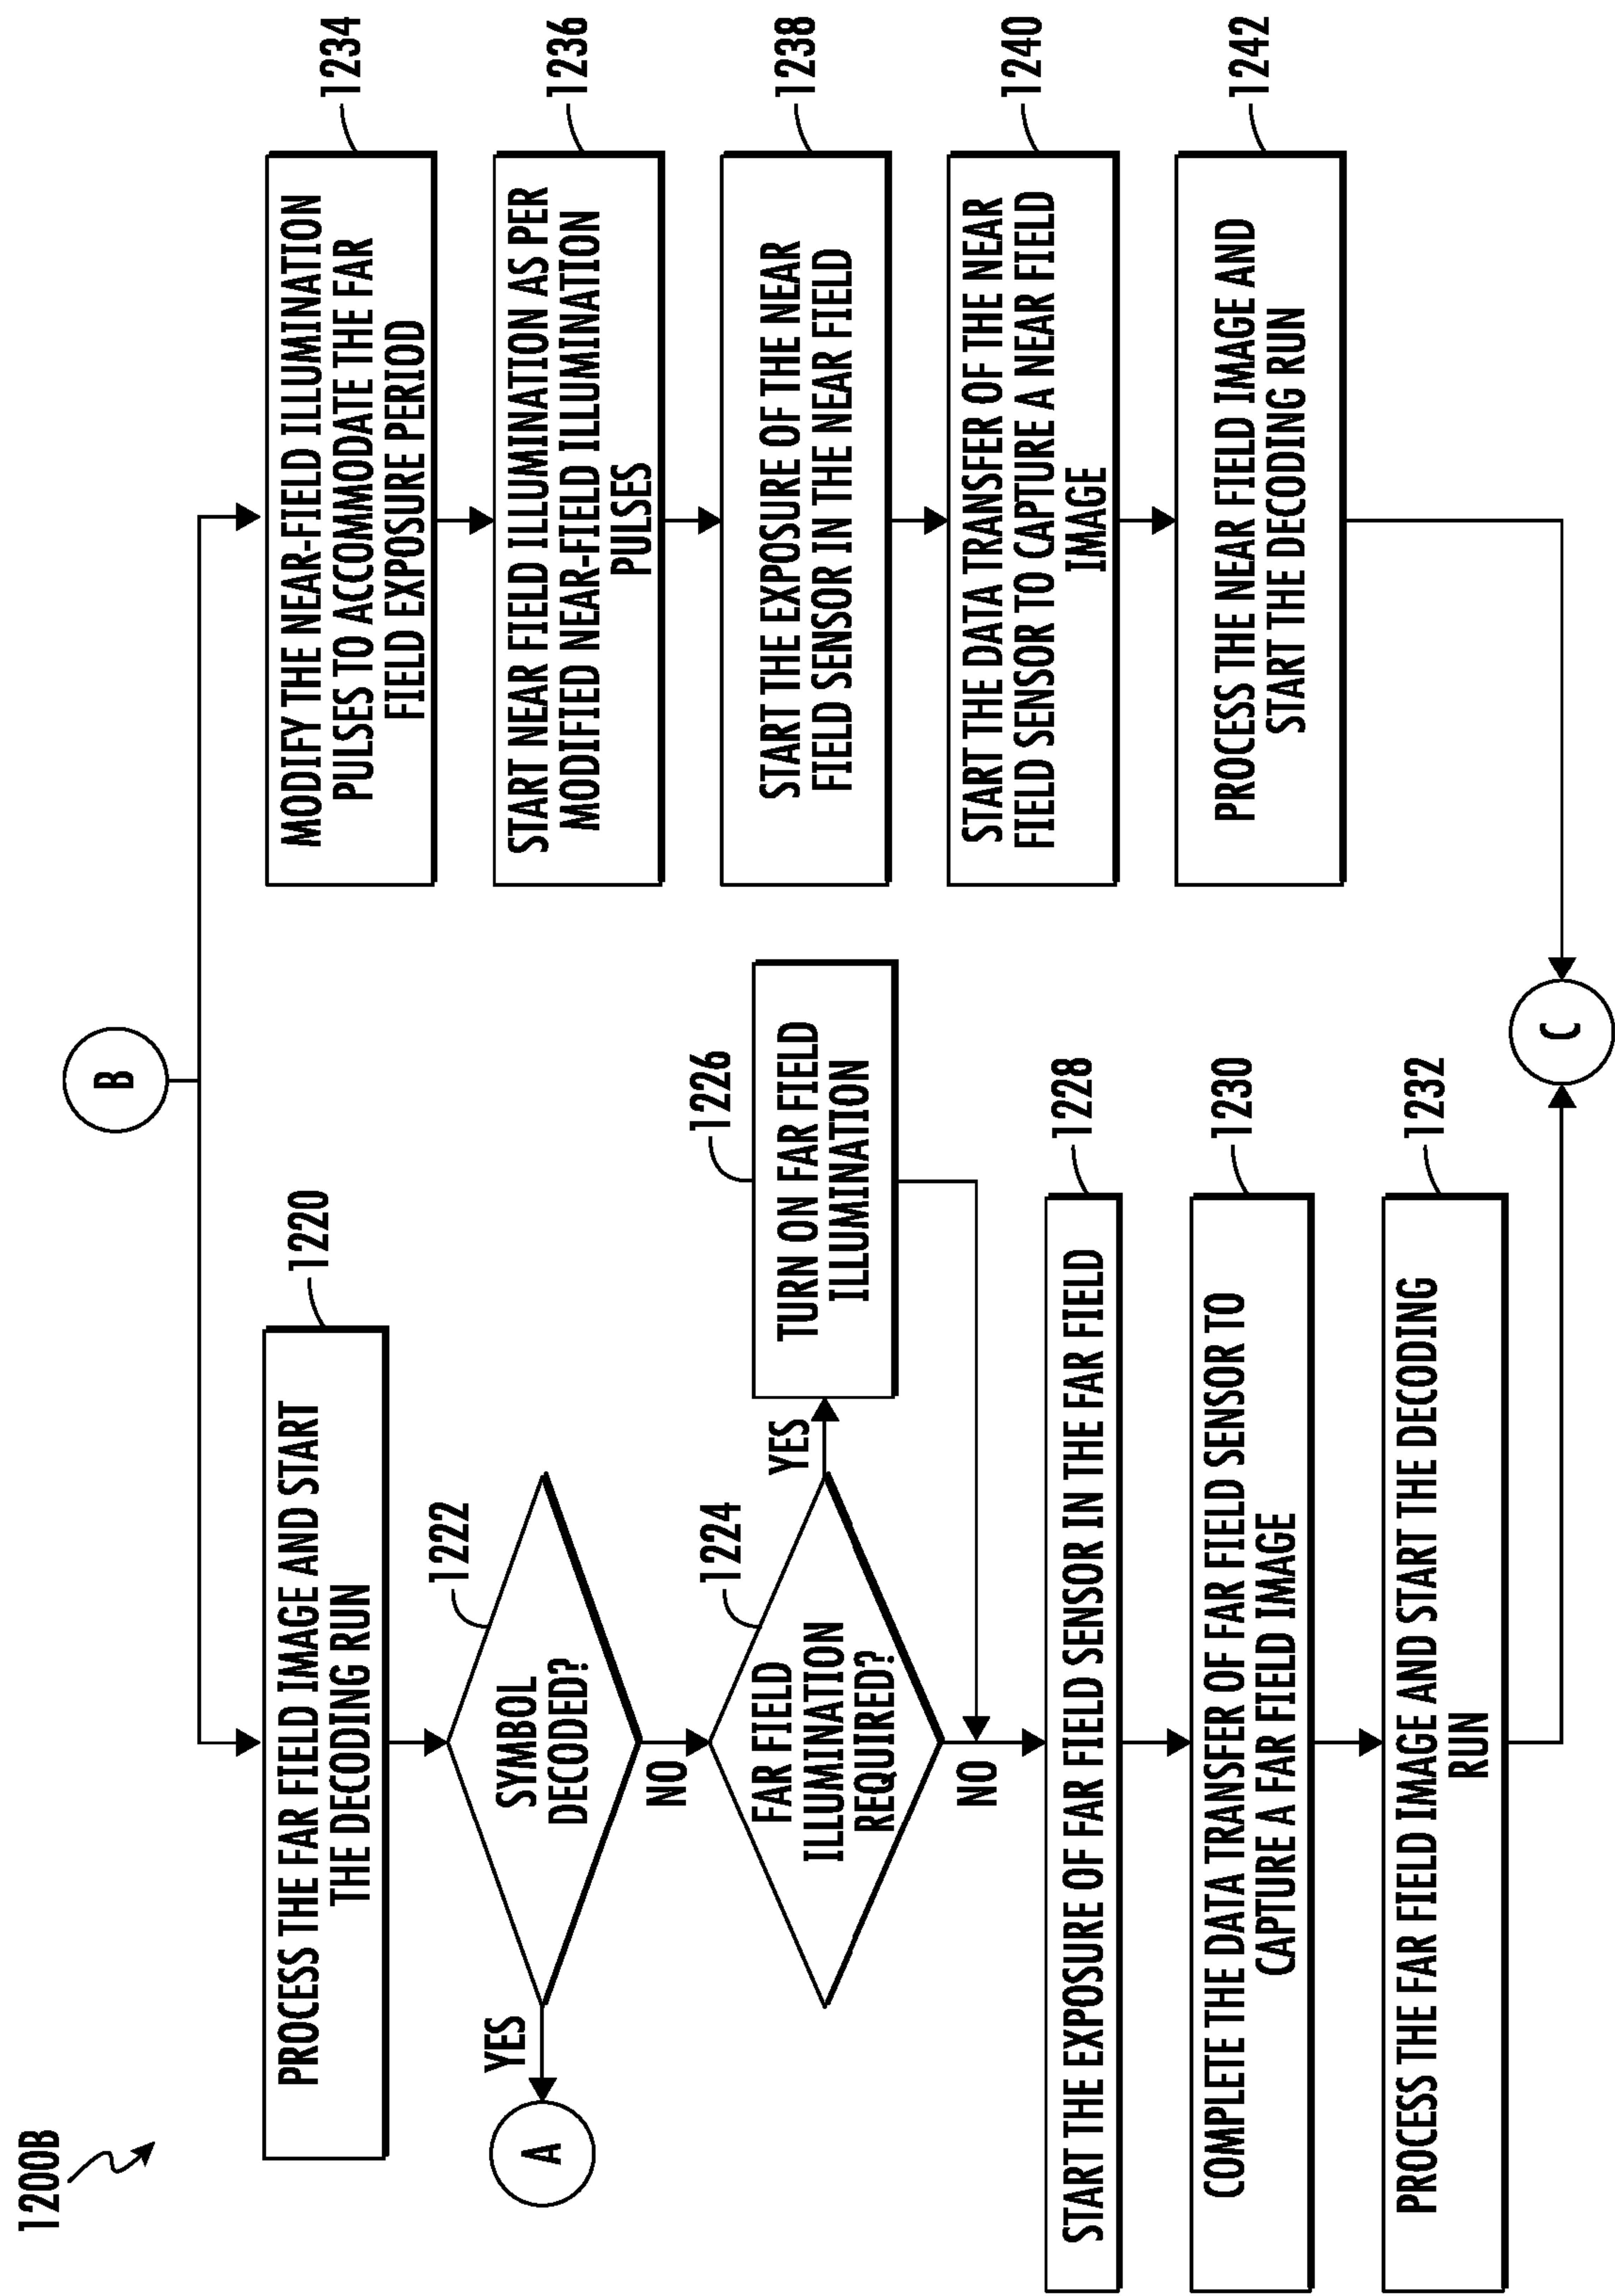 1200B
B
1220
PROCESS THE FAR FIELD IMAGE AND START
THE DECODING RUN
1222
SYMBOL
DECODED?
YES
A
NO
1224
FAR FIELD
ILLUMINATION
REQUIRED?
YES
1226
TURN ON FAR FIELD
ILLUMINATION
NO
1228
START THE EXPOSURE OF FAR FIELD SENSOR IN THE FAR FIELD
1230
COMPLETE THE DATA TRANSFER OF FAR FIELD SENSOR TO
CAPTURE A FAR FIELD IMAGE
1232
PROCESS THE FAR FIELD IMAGE AND START THE DECODING
RUN
1234
MODIFY THE NEAR-FIELD ILLUMINATION
PULSES TO ACCOMMODATE THE FAR
FIELD EXPOSURE PERIOD
1236
START NEAR FIELD ILLUMINATION AS PER
MODIFIED NEAR-FIELD ILLUMINATION
PULSES
1238
START THE EXPOSURE OF THE NEAR
FIELD SENSOR IN THE NEAR FIELD
1240
START THE DATA TRANSFER OF THE NEAR
FIELD SENSOR TO CAPTURE A NEAR FIELD
IMAGE
1242
PROCESS THE NEAR FIELD IMAGE AND
START THE DECODING RUN
C